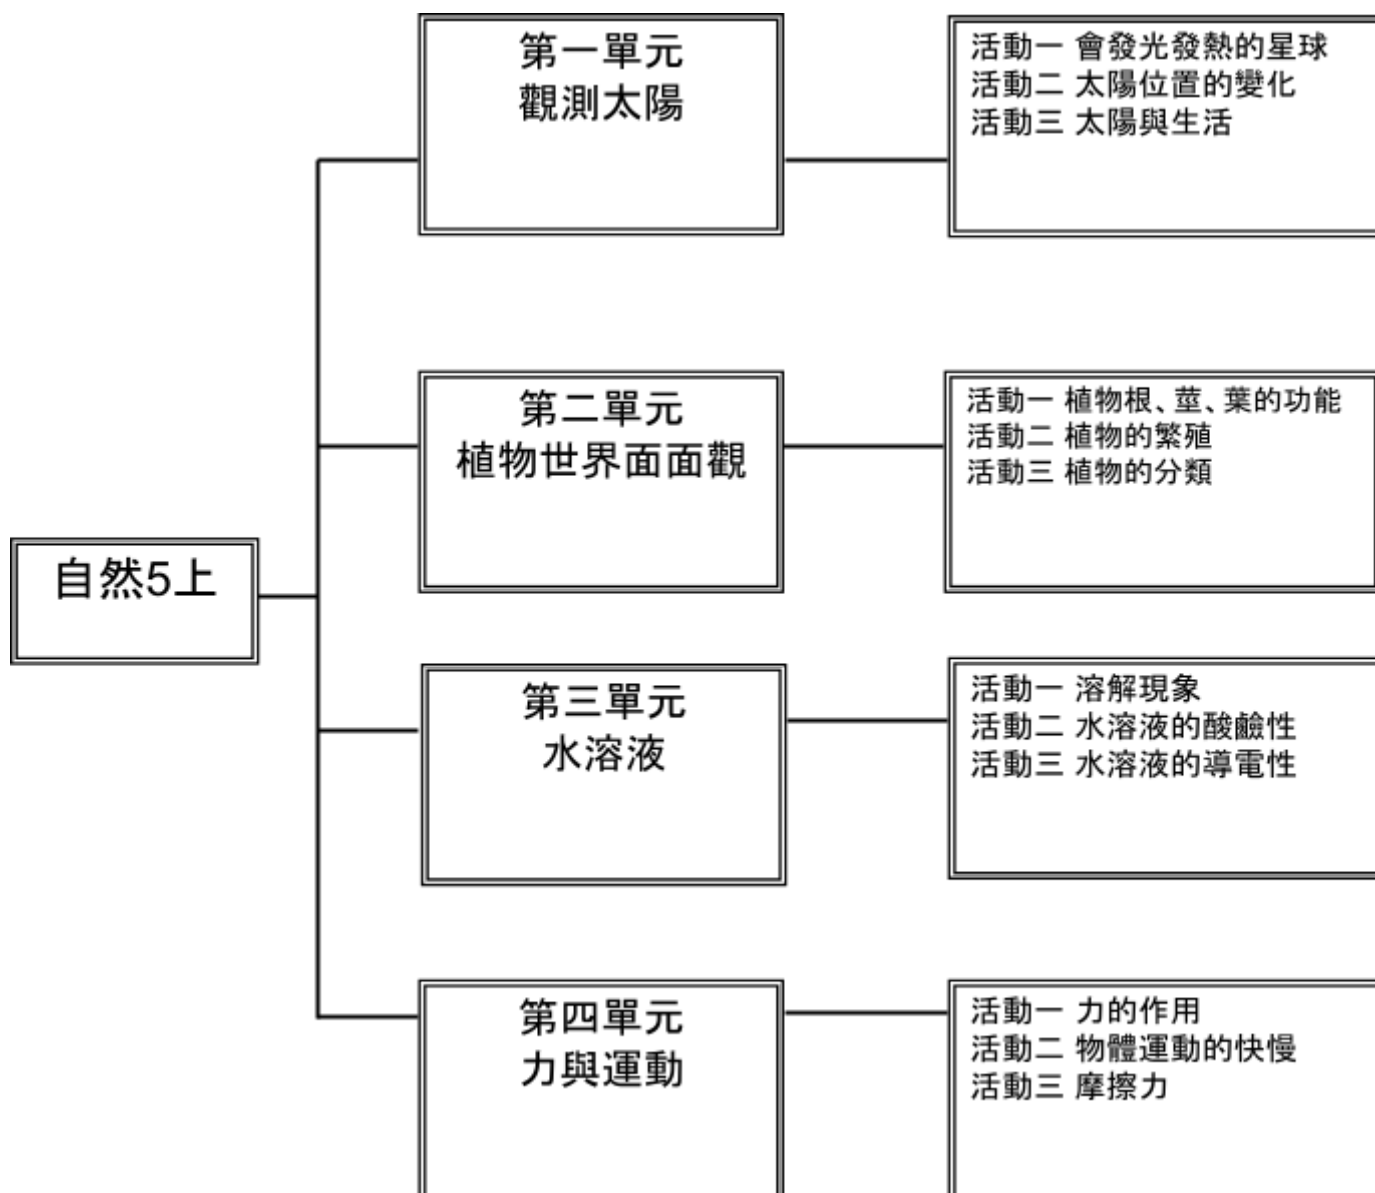 第一單元
觀測太陽
活動一 會發光發熱的星球
活動二 太陽位置的變化
活動三 太陽與生活
第二單元
植物世界面面觀
活動一 植物根、莖、葉的功能
活動二 植物的繁殖
活動三 植物的分類
自然5上
第三單元
水溶液
活動一 溶解現象
活動二 水溶液的酸鹼性
活動三 水溶液的導電性
第四單元
力與運動
活動一 力的作用
活動二 物體運動的快慢
活動三 摩擦力